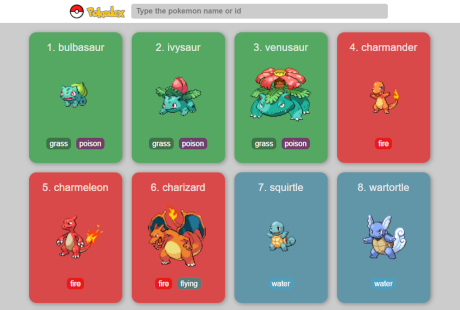 Pokedex
Type the pokemon name or id
1. bulbasaur
2. ivysaur
3. venusaur
4. charmander
grass poison
grass poison
grass poison
fire
5. charmeleon
6. charizard
7. squirtle
8. wartortle
fire
fire flying
water
water